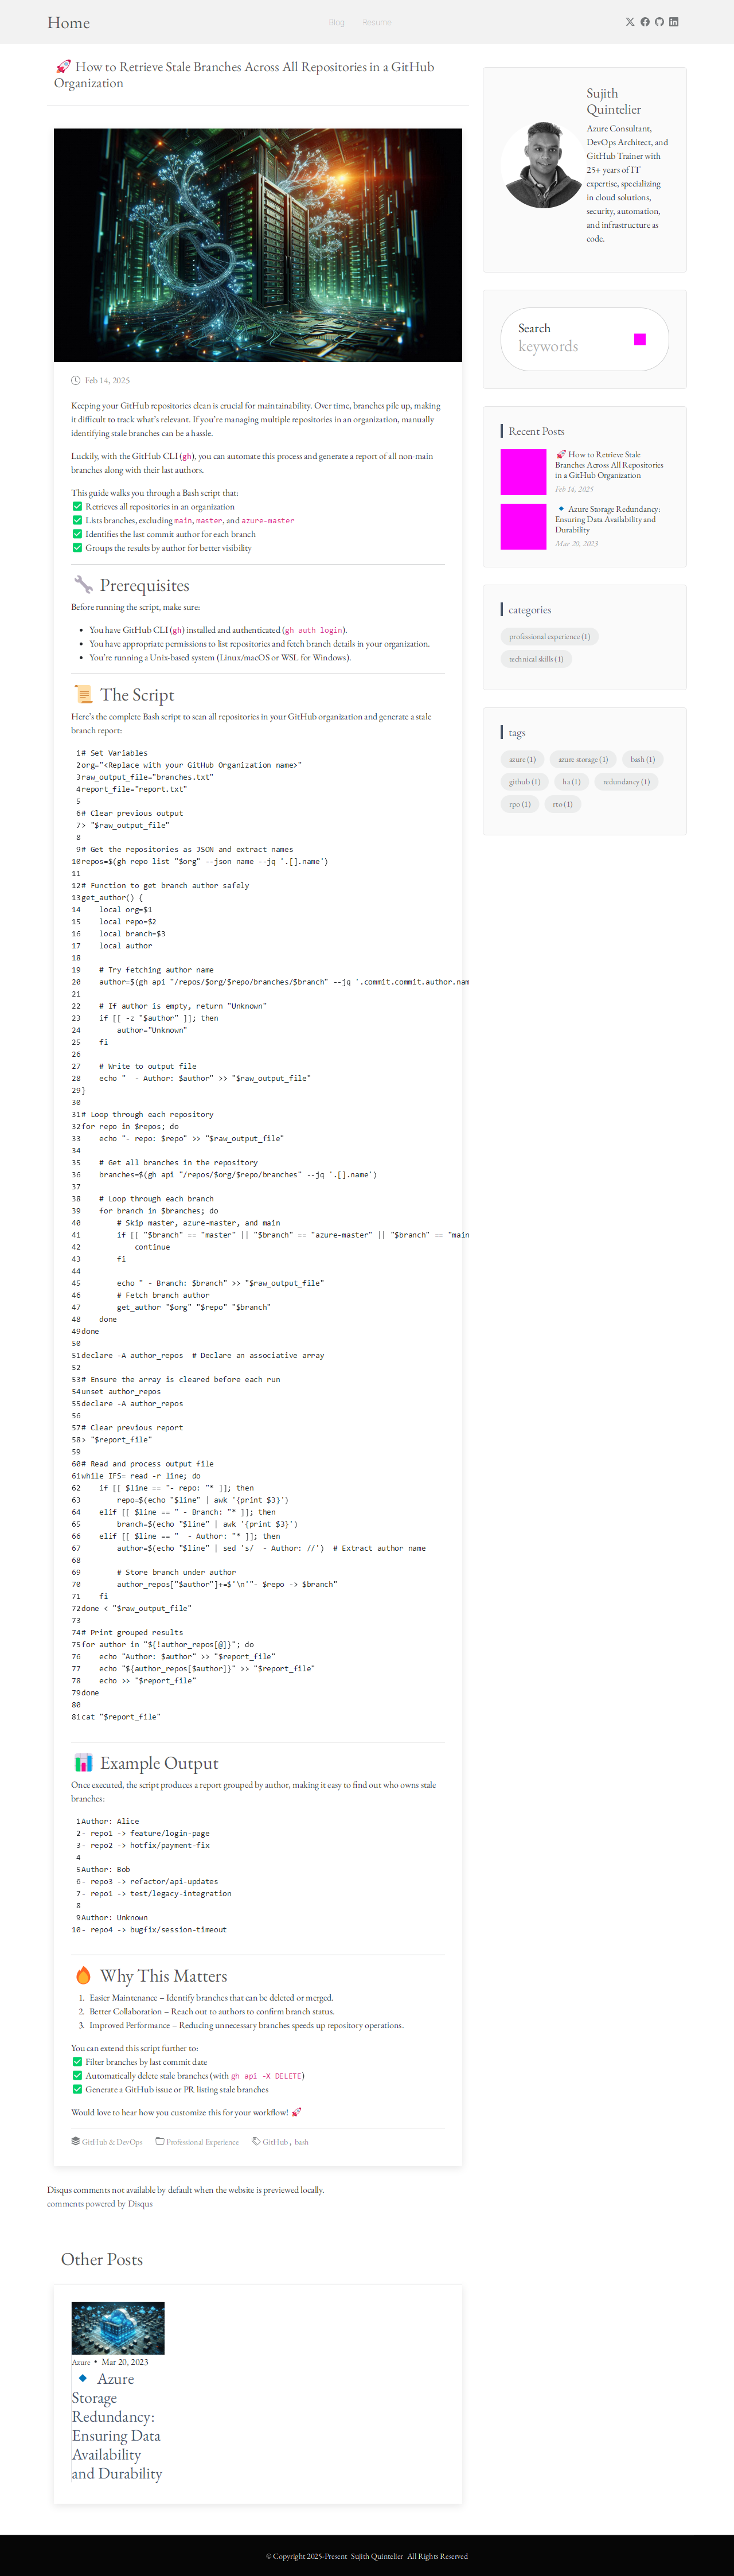 Home
Blog
Resume
🚀 How to Retrieve Stale Branches Across All Repositories in a GitHub
Organization
Feb 14, 2025
Keeping your GitHub repositories clean is crucial for maintainability. Over time, branches pile up, making
it difficult to track what's relevant. If you're managing multiple repositories in an organization, manually
identifying stale branches can be a hassle.
Luckily, with the GitHub CLI (gh), you can automate this process and generate a report of all non-main
branches along with their last authors.
This guide walks you through a Bash script that:
✅ Retrieves all repositories in an organization
✅ Lists branches, excluding main, master, and azure-master
✅ Identifies the last commit author for each branch
✅ Groups the results by author for better visibility
🔧 Prerequisites
Before running the script, make sure:
• You have GitHub CLI (gh) installed and authenticated (gh auth login).
• You have appropriate permissions to list repositories and fetch branch details in your organization.
• You're running a Unix-based system (Linux/macOS or WSL for Windows).
📜 The Script
Here's the complete Bash script to scan all repositories in your GitHub organization and generate a stale
branch report:
1# Set Variables
2org="<Replace with your GitHub Organization name>"
3raw_output_file="branches.txt"
4report_file="report.txt"
5
6# Clear previous output
7> "$raw_output_file"
8
9# Get the repositories as JSON and extract names
10repos=$(gh repo list "$org" --json name --jq '.[].name')
11
12# Function to get branch author safely
13get_author() {
14    local org=$1
15    local repo=$2
16    local branch=$3
17    local author
18
19    # Try fetching author name
20    author=$(gh api "/repos/$org/$repo/branches/$branch" --jq '.commit.commit.author.nam
21
22    # If author is empty, return "Unknown"
23    if [[ -z "$author" ]]; then
24        author="Unknown"
25    fi
26
27    # Write to output file
28    echo "  - Author: $author" >> "$raw_output_file"
29}
30
31# Loop through each repository
32for repo in $repos; do
33    echo "- repo: $repo" >> "$raw_output_file"
34
35    # Get all branches in the repository
36    branches=$(gh api "/repos/$org/$repo/branches" --jq '.[].name')
37
38    # Loop through each branch
39    for branch in $branches; do
40        # Skip master, azure-master, and main
41        if [[ "$branch" == "master" || "$branch" == "azure-master" || "$branch" == "main
42            continue
43        fi
44
45        echo " - Branch: $branch" >> "$raw_output_file"
46        # Fetch branch author
47        get_author "$org" "$repo" "$branch"
48    done
49done
50
51declare -A author_repos  # Declare an associative array
52
53# Ensure the array is cleared before each run
54unset author_repos
55declare -A author_repos
56
57# Clear previous report
58> "$report_file"
59
60# Read and process output file
61while IFS= read -r line; do
62    if [[ $line == "- repo: "* ]]; then
63        repo=$(echo "$line" | awk '{print $3}')
64    elif [[ $line == " - Branch: "* ]]; then
65        branch=$(echo "$line" | awk '{print $3}')
66    elif [[ $line == "  - Author: "* ]]; then
67        author=$(echo "$line" | sed 's/  - Author: //')  # Extract author name
68
69        # Store branch under author
70        author_repos["$author"]+=$'\n'"- $repo -> $branch"
71    fi
72done < "$raw_output_file"
73
74# Print grouped results
75for author in "${!author_repos[@]}"; do
76    echo "Author: $author" >> "$report_file"
77    echo "${author_repos[$author]}" >> "$report_file"
78    echo >> "$report_file"
79done
80
81cat "$report_file"
📊 Example Output
Once executed, the script produces a report grouped by author, making it easy to find out who owns stale
branches:
1Author: Alice
2- repo1 -> feature/login-page
3- repo2 -> hotfix/payment-fix
4
5Author: Bob
6- repo3 -> refactor/api-updates
7- repo1 -> test/legacy-integration
8
9Author: Unknown
10- repo4 -> bugfix/session-timeout
🔥 Why This Matters
1. Easier Maintenance – Identify branches that can be deleted or merged.
2. Better Collaboration – Reach out to authors to confirm branch status.
3. Improved Performance – Reducing unnecessary branches speeds up repository operations.
You can extend this script further to:
✅ Filter branches by last commit date
✅ Automatically delete stale branches (with gh api -X DELETE)
✅ Generate a GitHub issue or PR listing stale branches
Would love to hear how you customize this for your workflow! 🚀
GitHub & DevOps Professional Experience GitHub, bash
Disqus comments not available by default when the website is previewed locally.
comments powered by Disqus
Other Posts
Azure • Mar 20, 2023
🔹 Azure
Storage
Redundancy:
Ensuring Data
Availability
and Durability
Sujith
Quintelier
Azure Consultant,
DevOps Architect, and
GitHub Trainer with
25+ years of IT
expertise, specializing
in cloud solutions,
security, automation,
and infrastructure as
code.
Search
keywords
Recent Posts
🚀 How to Retrieve Stale
Branches Across All Repositories
in a GitHub Organization
Feb 14, 2025
🔹 Azure Storage Redundancy:
Ensuring Data Availability and
Durability
Mar 20, 2023
categories
professional experience (1)
technical skills (1)
tags
azure (1) azure storage (1) bash (1)
github (1) ha (1) redundancy (1)
rpo (1) rto (1)
© Copyright 2025-Present Sujith Quintelier All Rights Reserved